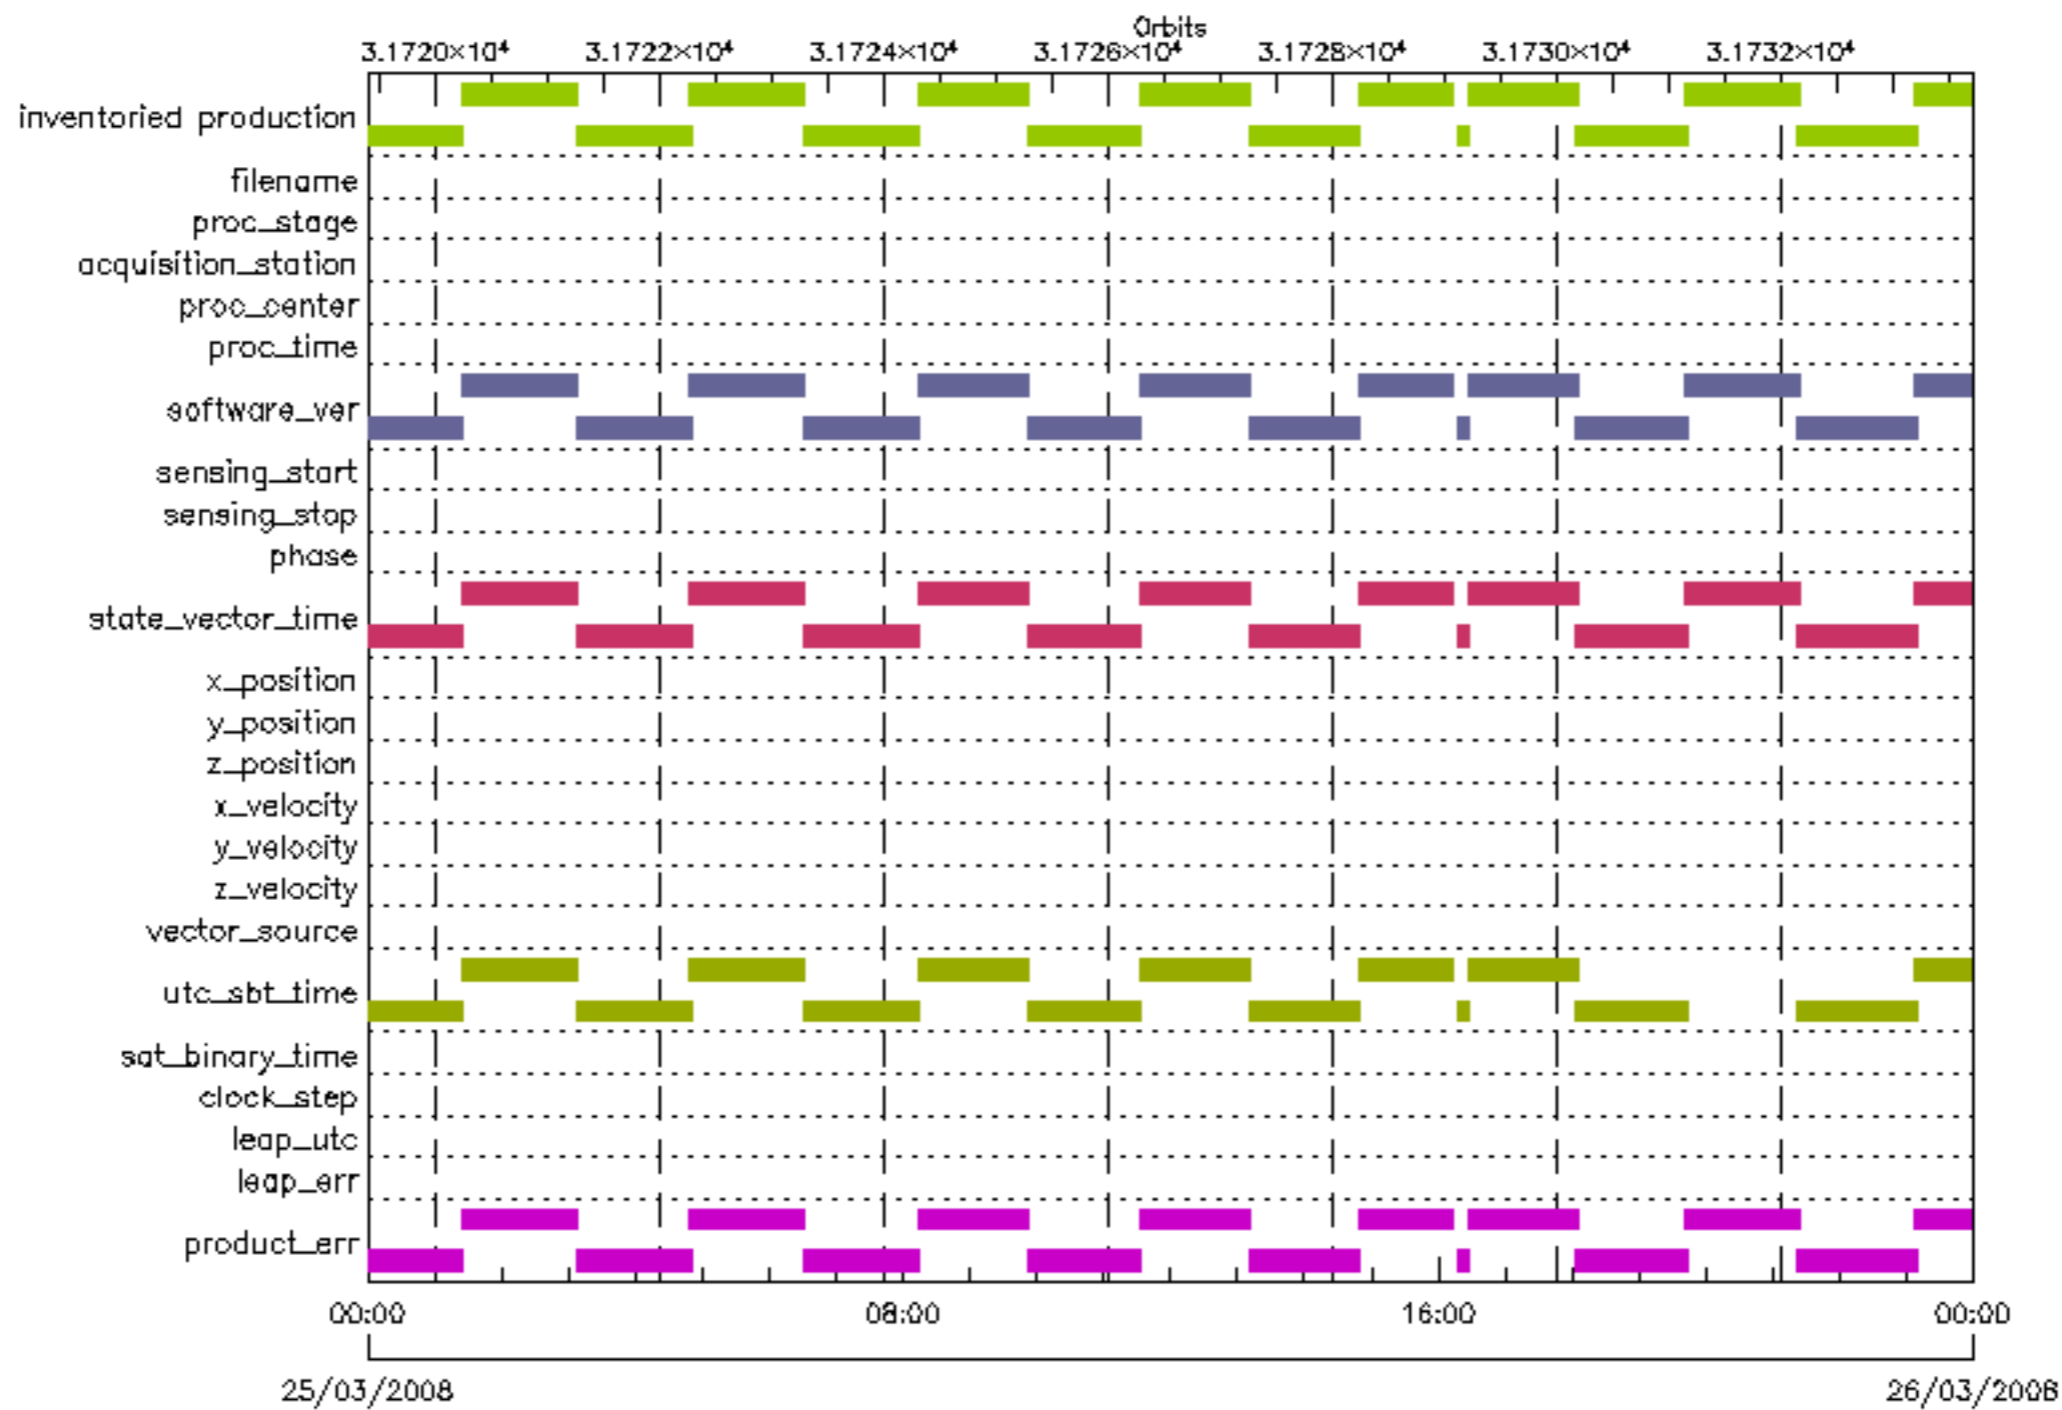 Orbits
3.1720×10⁴ 3.1722×10⁴ 3.1724×10⁴ 3.1726×10⁴ 3.1728×10⁴ 3.1730×10⁴ 3.1732×10⁴
inventoried production
filename
proc_stage
acquisition_station
proc_center
proc_time
software_ver
sensing_start
sensing_stop
phase
state_vector_time
x_position
y_position
z_position
x_velocity
y_velocity
z_velocity
vector_source
utc_sbt_time
sat_binary_time
clock_step
leap_utc
leap_err
product_err
00:00 08:00 16:00 00:00
25/03/2008 26/03/2008